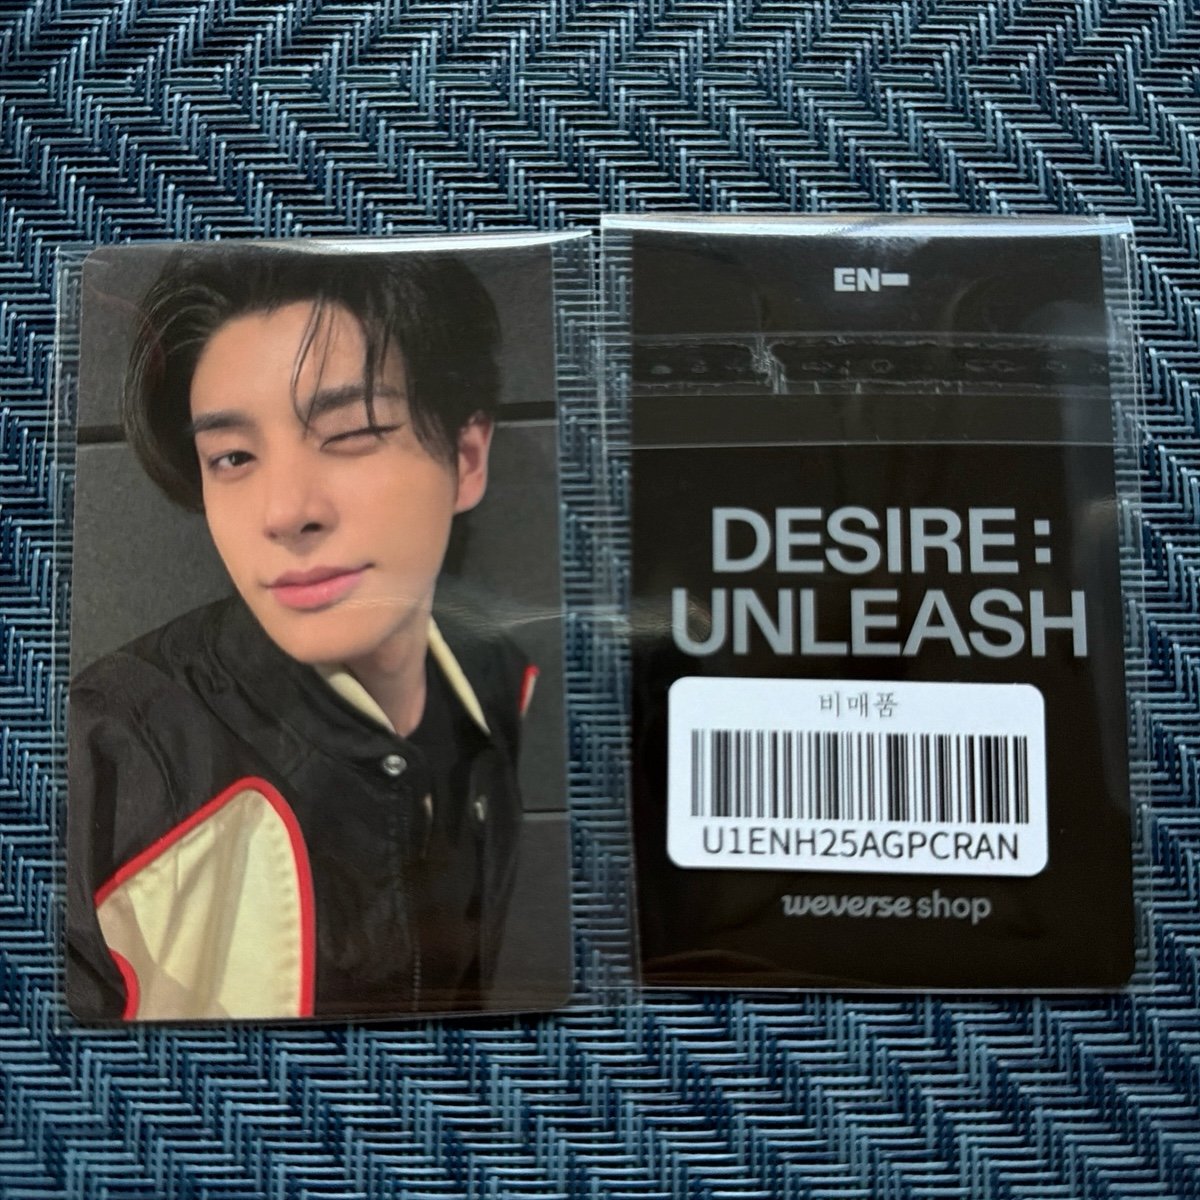 EN-
DESIRE :
UNLEASH
비매품
U1ENH25AGPCRAN
weverse shop